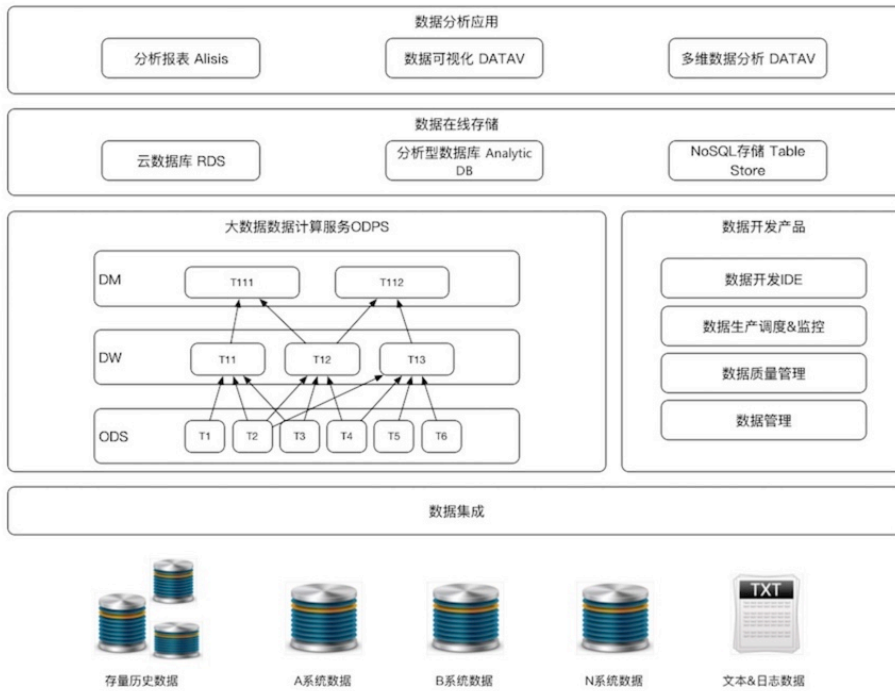 数据分析应用
分析报表 Alisis
数据可视化 DATAV
多维数据分析 DATAV
数据在线存储
云数据库 RDS
分析型数据库 Analytic
DB
NoSQL存储 Table
Store
大数据数据计算服务ODPS
DM
T111
T112
DW
T11
T12
T13
ODS
T1
T2
T3
T4
T5
T6
数据开发产品
数据开发IDE
数据生产调度&监控
数据质量管理
数据管理
数据集成
TXT
存量历史数据
A系统数据
B系统数据
N系统数据
文本&日志数据